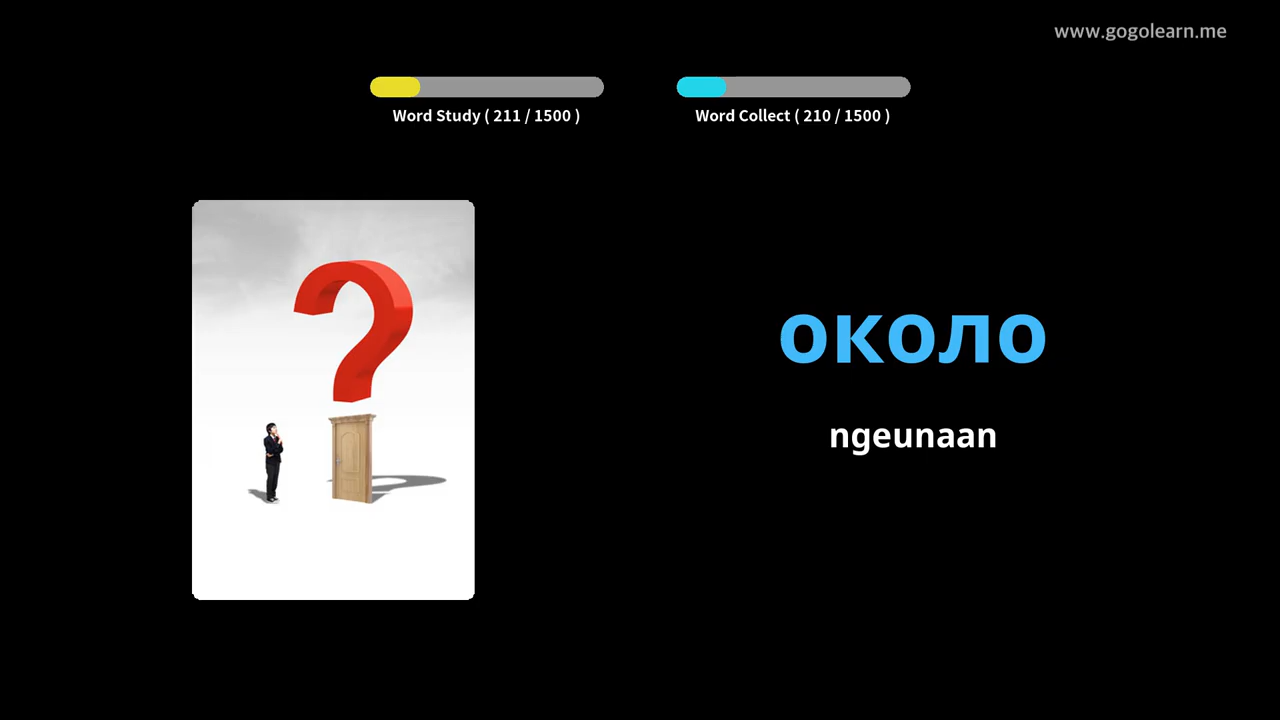 www.gogolearn.me
Word Study ( 211 / 1500 )
Word Collect ( 210 / 1500 )
около
ngeunaan